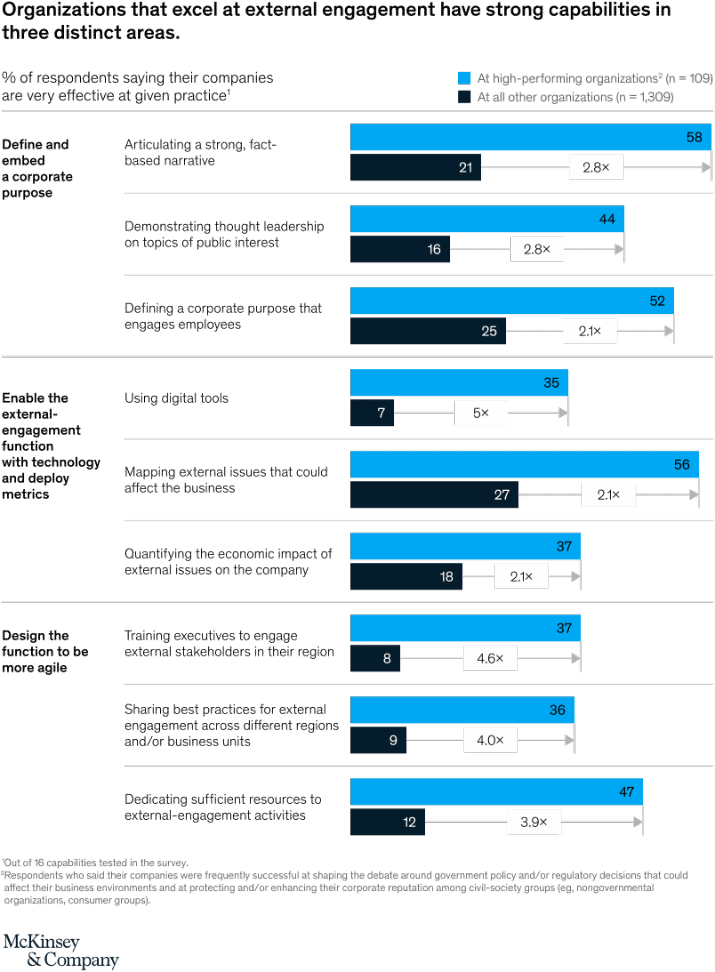 Organizations that excel at external engagement have strong capabilities in
three distinct areas.
% of respondents saying their companies
are very effective at given practice¹
At high-performing organizations² (n = 109)
At all other organizations (n = 1,309)
Define and
embed
a corporate
purpose
Articulating a strong, fact-
based narrative
58
21
2.8×
Demonstrating thought leadership
on topics of public interest
44
16
2.8×
Defining a corporate purpose that
engages employees
52
25
2.1×
Enable the
external-
engagement
function
with technology
and deploy
metrics
Using digital tools
35
7
5×
Mapping external issues that could
affect the business
56
27
2.1×
Quantifying the economic impact of
external issues on the company
37
18
2.1×
Design the
function to be
more agile
Training executives to engage
external stakeholders in their region
37
8
4.6×
Sharing best practices for external
engagement across different regions
and/or business units
36
9
4.0×
Dedicating sufficient resources to
external-engagement activities
47
12
3.9×
¹Out of 16 capabilities tested in the survey.
²Respondents who said their companies were frequently successful at shaping the debate around government policy and/or regulatory decisions that could
affect their business environments and at protecting and/or enhancing their corporate reputation among civil-society groups (eg, nongovernmental
organizations, consumer groups).
McKinsey
& Company